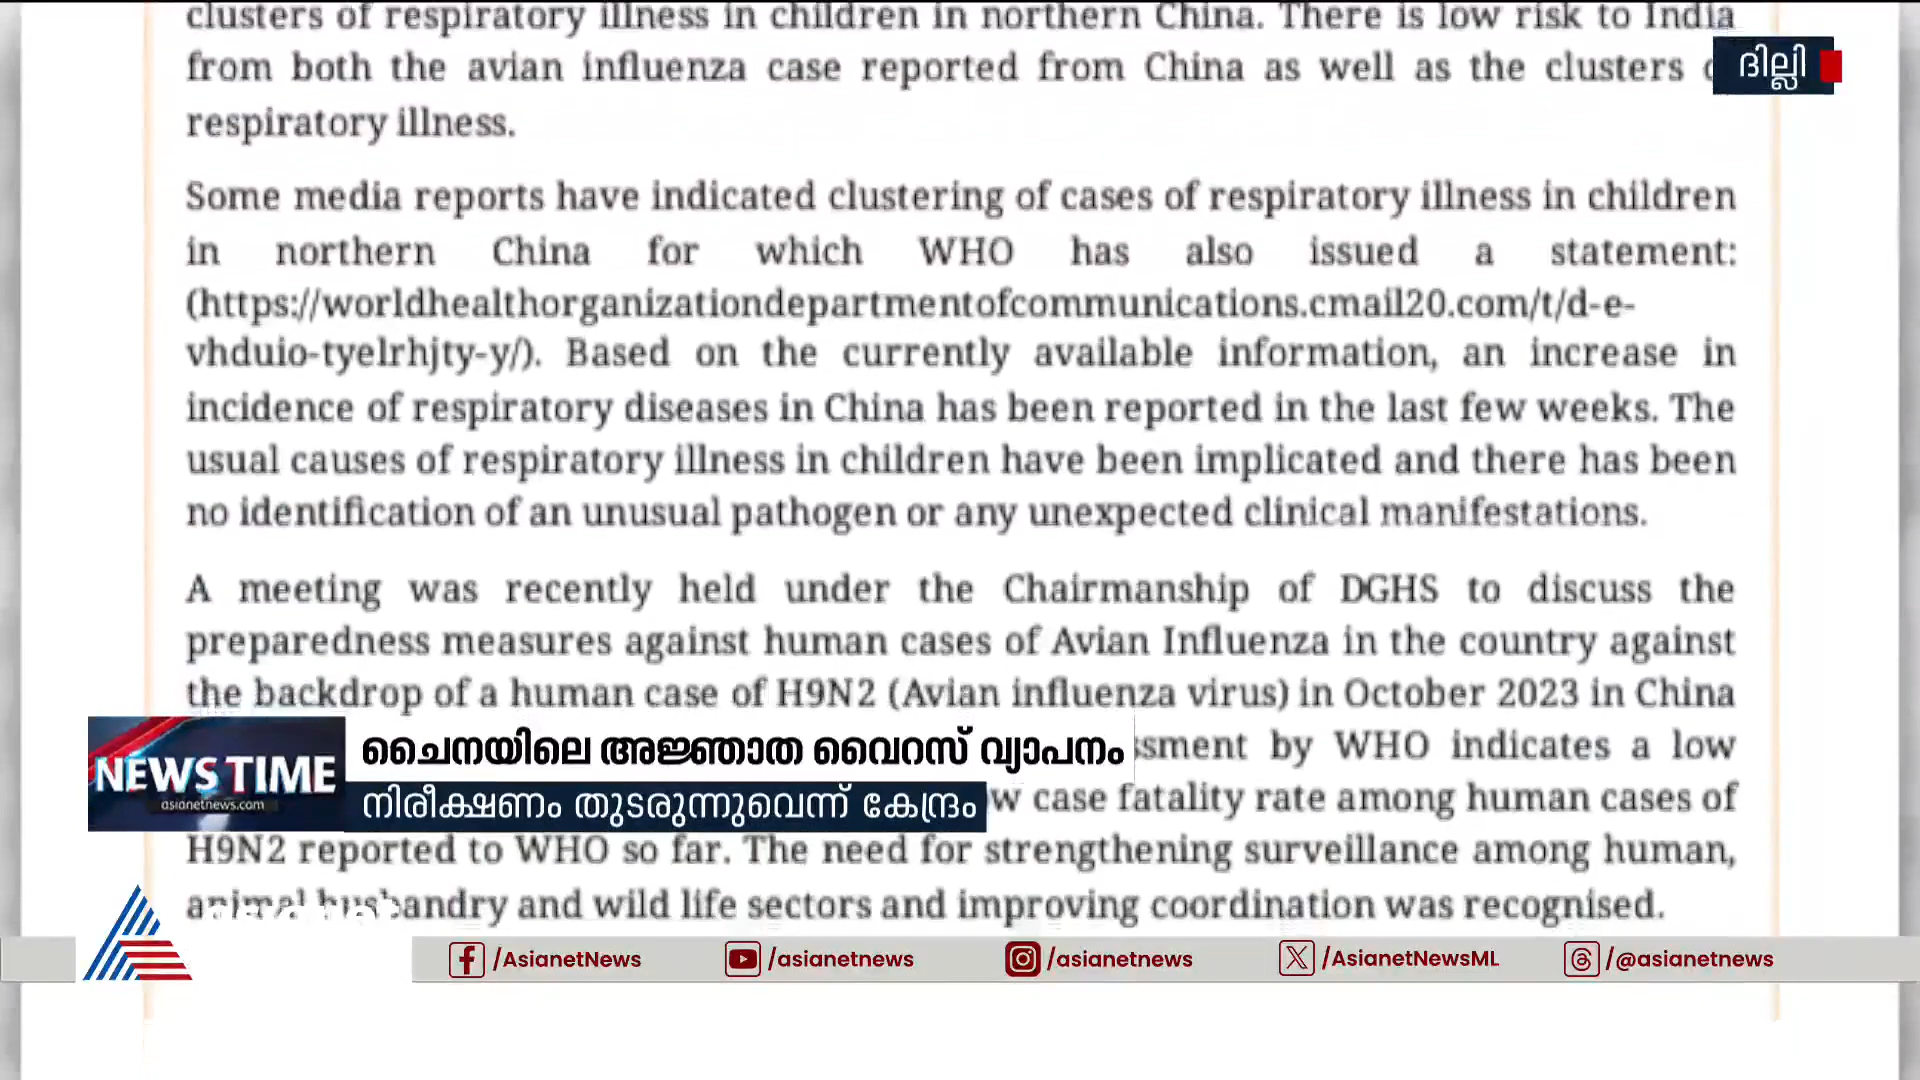 clusters of respiratory illness in children in northern China. There is low risk to India
from both the avian influenza case reported from China as well as the clusters
respiratory illness.
Some media reports have indicated clustering of cases of respiratory illness in children
in northern China for which WHO has also issued a statement:
(https://worldhealthorganizationdepartmentofcommunications.cmail20.com/t/d-e-
vhduio-tyelrhjty-y/). Based on the currently available information, an increase in
incidence of respiratory diseases in China has been reported in the last few weeks. The
usual causes of respiratory illness in children have been implicated and there has been
no identification of an unusual pathogen or any unexpected clinical manifestations.
A meeting was recently held under the Chairmanship of DGHS to discuss the
preparedness measures against human cases of Avian Influenza in the country against
the backdrop of a human case of H9N2 (Avian influenza virus) in October 2023 in China
by WHO indicates a low
case fatality rate among human cases of
H9N2 reported to WHO so far. The need for strengthening surveillance among human,
animal husbandry and wild life sectors and improving coordination was recognised.
ദില്ലി
NEWS TIME
asianetnews.com
ചൈനയിലെ അജ്ഞാത വൈറസ് വ്യാപനം
നിരീക്ഷണം തുടരുന്നുവെന്ന് കേന്ദ്രം
/AsianetNews
/asianetnews
/asianetnews
/AsianetNewsML
/@asianetnews